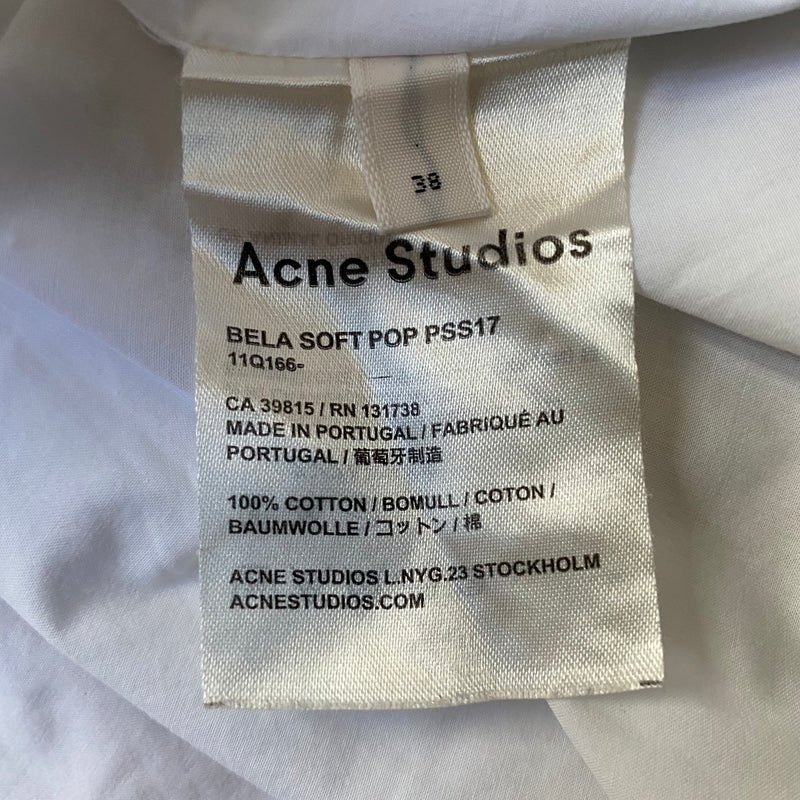 38
Acne Studios
BELA SOFT POP PSS17
11Q166-
CA 39815 / RN 131738
MADE IN PORTUGAL / FABRIQUÉ AU
PORTUGAL / 葡萄牙制造
100% COTTON / BOMULL / COTON /
BAUMWOLLE / コットン / 棉
ACNE STUDIOS L.NYG.23 STOCKHOLM
ACNESTUDIOS.COM